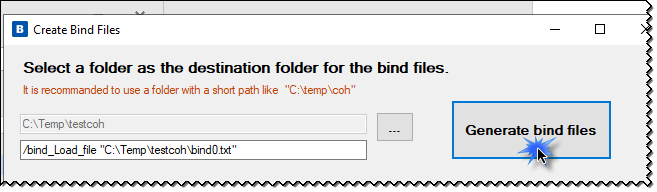 B Create Bind Files
Select a folder as the destination folder for the bind files.
It is recommanded to use a folder with a short path like "C:\temp\coh"
C:\Temp\testcoh
...
Generate bind files
/bind_Load_file "C:\Temp\testcoh\bind0.txt"